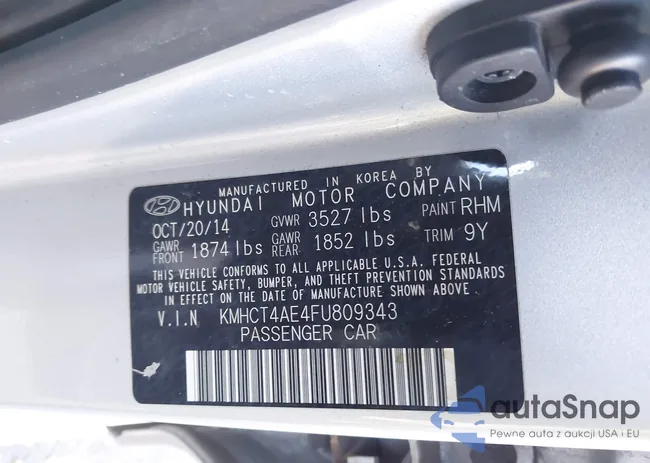 MANUFACTURED IN KOREA BY
HYUNDAI MOTOR COMPANY
OCT/20/14 GVWR 3527 lbs PAINT RHM
GAWR FRONT 1874 lbs GAWR REAR 1852 lbs TRIM 9Y
THIS VEHICLE CONFORMS TO ALL APPLICABLE U.S.A. FEDERAL
MOTOR VEHICLE SAFETY, BUMPER, AND THEFT PREVENTION STANDARDS
IN EFFECT ON THE DATE OF MANUFACTURE SHOWN ABOVE.
V.I.N KMHCT4AE4FU809343
PASSENGER CAR
autaSnap
Pewne auta z aukcji USA i EU